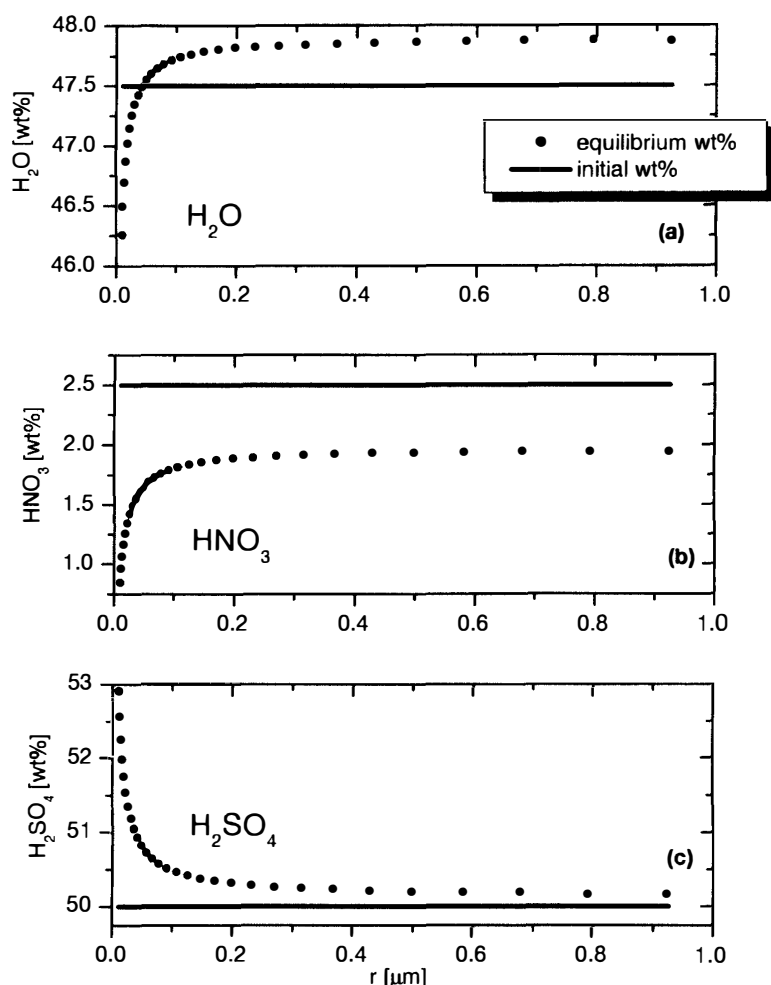 48.0
47.5
47.0
46.5
46.0
H₂O [wt%]
equilibrium wt%
initial wt%
H₂O
(a)
0.0 0.2 0.4 0.6 0.8 1.0
2.5
2.0
1.5
1.0
HNO₃ [wt%]
HNO₃
(b)
0.0 0.2 0.4 0.6 0.8 1.0
53
52
51
50
H₂SO₄ [wt%]
H₂SO₄
(c)
0.0 0.2 0.4 0.6 0.8 1.0
r [μm]